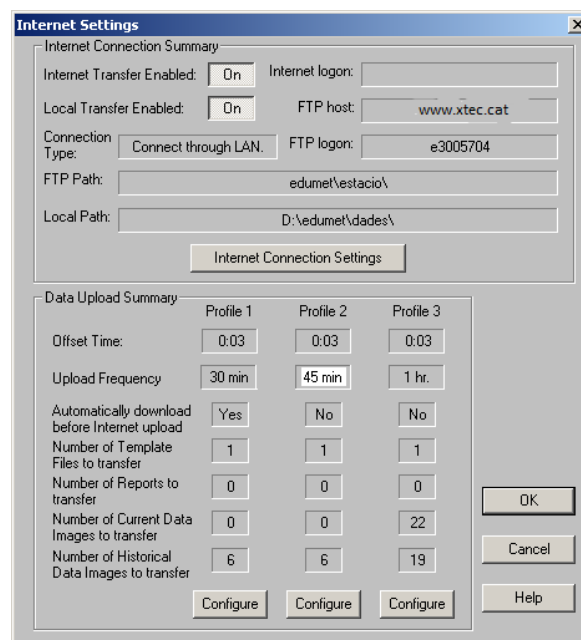 Internet Settings
Internet Connection Summary
Internet Transfer Enabled: On Internet logon:
Local Transfer Enabled: On FTP host: www.xtec.cat
Connection Type: Connect through LAN. FTP logon: e3005704
FTP Path: edumet\estacio\
Local Path: D:\edumet\dades\
Internet Connection Settings
Data Upload Summary
Profile 1 Profile 2 Profile 3
Offset Time: 0:03 0:03 0:03
Upload Frequency 30 min 45 min 1 hr.
Automatically download
before Internet upload Yes No No
Number of Template
Files to transfer 1 1 1
Number of Reports to
transfer 0 0 0
Number of Current Data
Images to transfer 0 0 22
Number of Historical
Data Images to transfer 6 6 19
Configure Configure Configure
OK
Cancel
Help